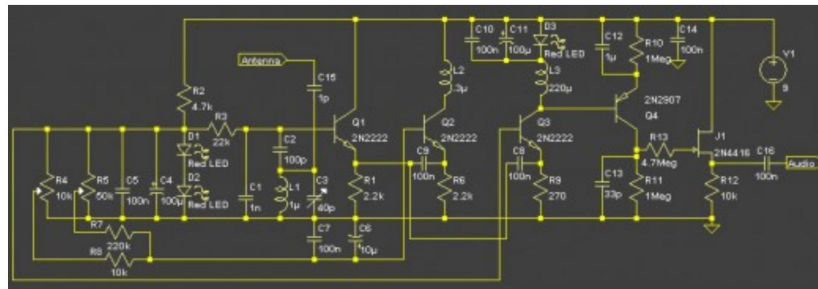 C10
100n
C11
100µ
D3
Red LED
C12
1µ
R10
1Meg
C14
100n
V1
9
Antenna
C15
1p
L2
.3µ
L3
220µ
R2
4.7k
R3
22k
Q1
2N2222
Q2
2N2222
Q3
2N2222
2N2907
Q4
J1
2N4416
D1
Red LED
C2
100p
R13
4.7Meg
C16
100n
Audio
R4
10k
R5
50k
C5
100n
C4
100µ
D2
Red LED
C1
1n
L1
1µ
C3
40p
R1
2.2k
C9
100n
R6
2.2k
C8
100n
R9
270
C13
33p
R11
1Meg
R12
10k
R7
220k
R8
10k
C7
100n
C6
10µ